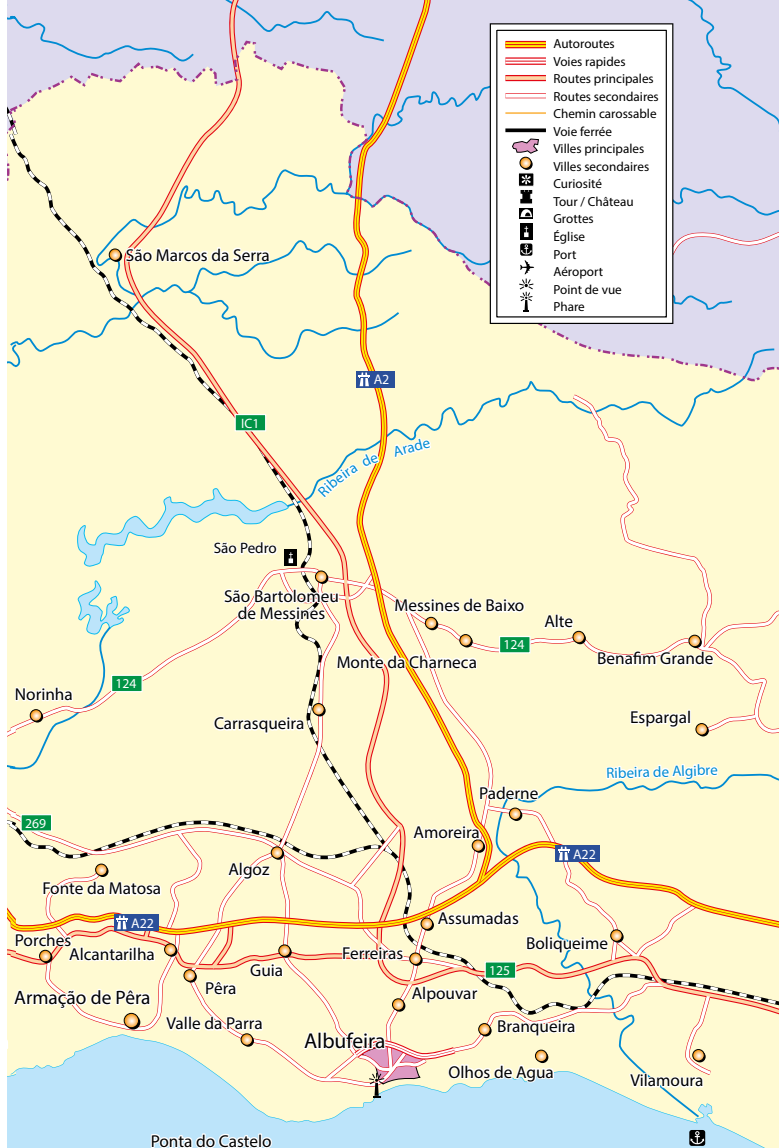 Autoroutes
Voies rapides
Routes principales
Routes secondaires
Chemin carossable
Voie ferrée
Villes principales
Villes secondaires
Curiosité
Tour / Château
Grottes
Église
Port
Aéroport
Point de vue
Phare
São Marcos da Serra
A2
IC1
Ribeira de Arade
São Pedro
São Bartolomeu
de Messines
Messines de Baixo
Alte
124
Monte da Charneca
Benafim Grande
124
Norinha
Carrasqueira
Espargal
Ribeira de Algibre
Paderne
269
Amoreira
A22
Algoz
Fonte da Matosa
A22
Assumadas
Porches
Alcantarilha
Boliqueime
Ferreiras
Guia
125
Pêra
Armação de Pêra
Alpouvar
Valle da Parra
Branqueira
Albufeira
Olhos de Agua
Vilamoura
Ponta do Castelo